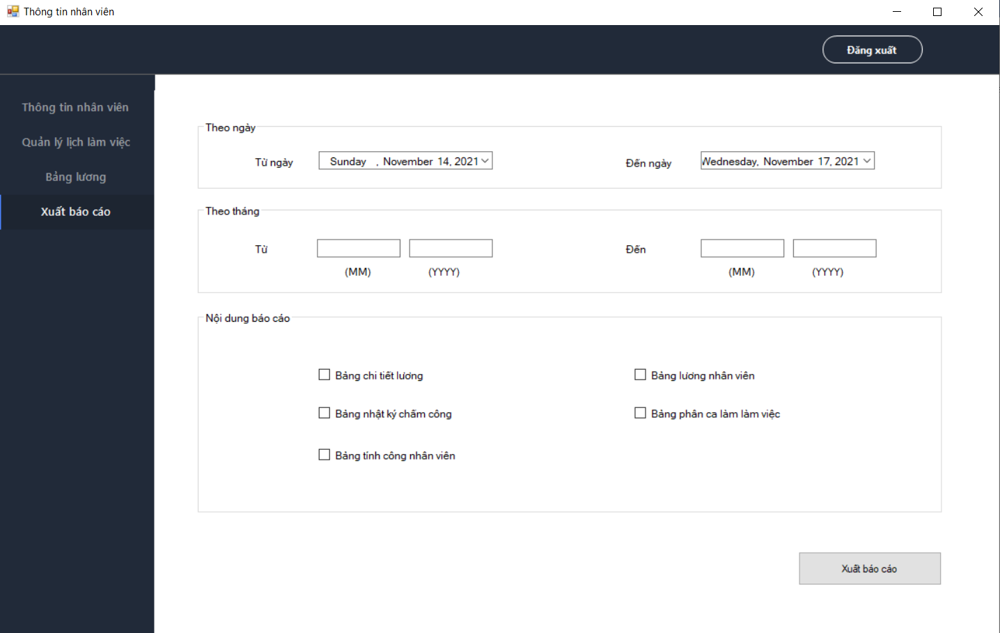 Thông tin nhân viên
Đăng xuất
Thông tin nhân viên
Quản lý lịch làm việc
Bảng lương
Xuất báo cáo
Theo ngày
Từ ngày Sunday , November 14, 2021 Đến ngày Wednesday, November 17, 2021
Theo tháng
Từ Đến
(MM) (YYYY) (MM) (YYYY)
Nội dung báo cáo
Bảng chi tiết lương Bảng lương nhân viên
Bảng nhật ký chấm công Bảng phân ca làm làm việc
Bảng tính công nhân viên
Xuất báo cáo